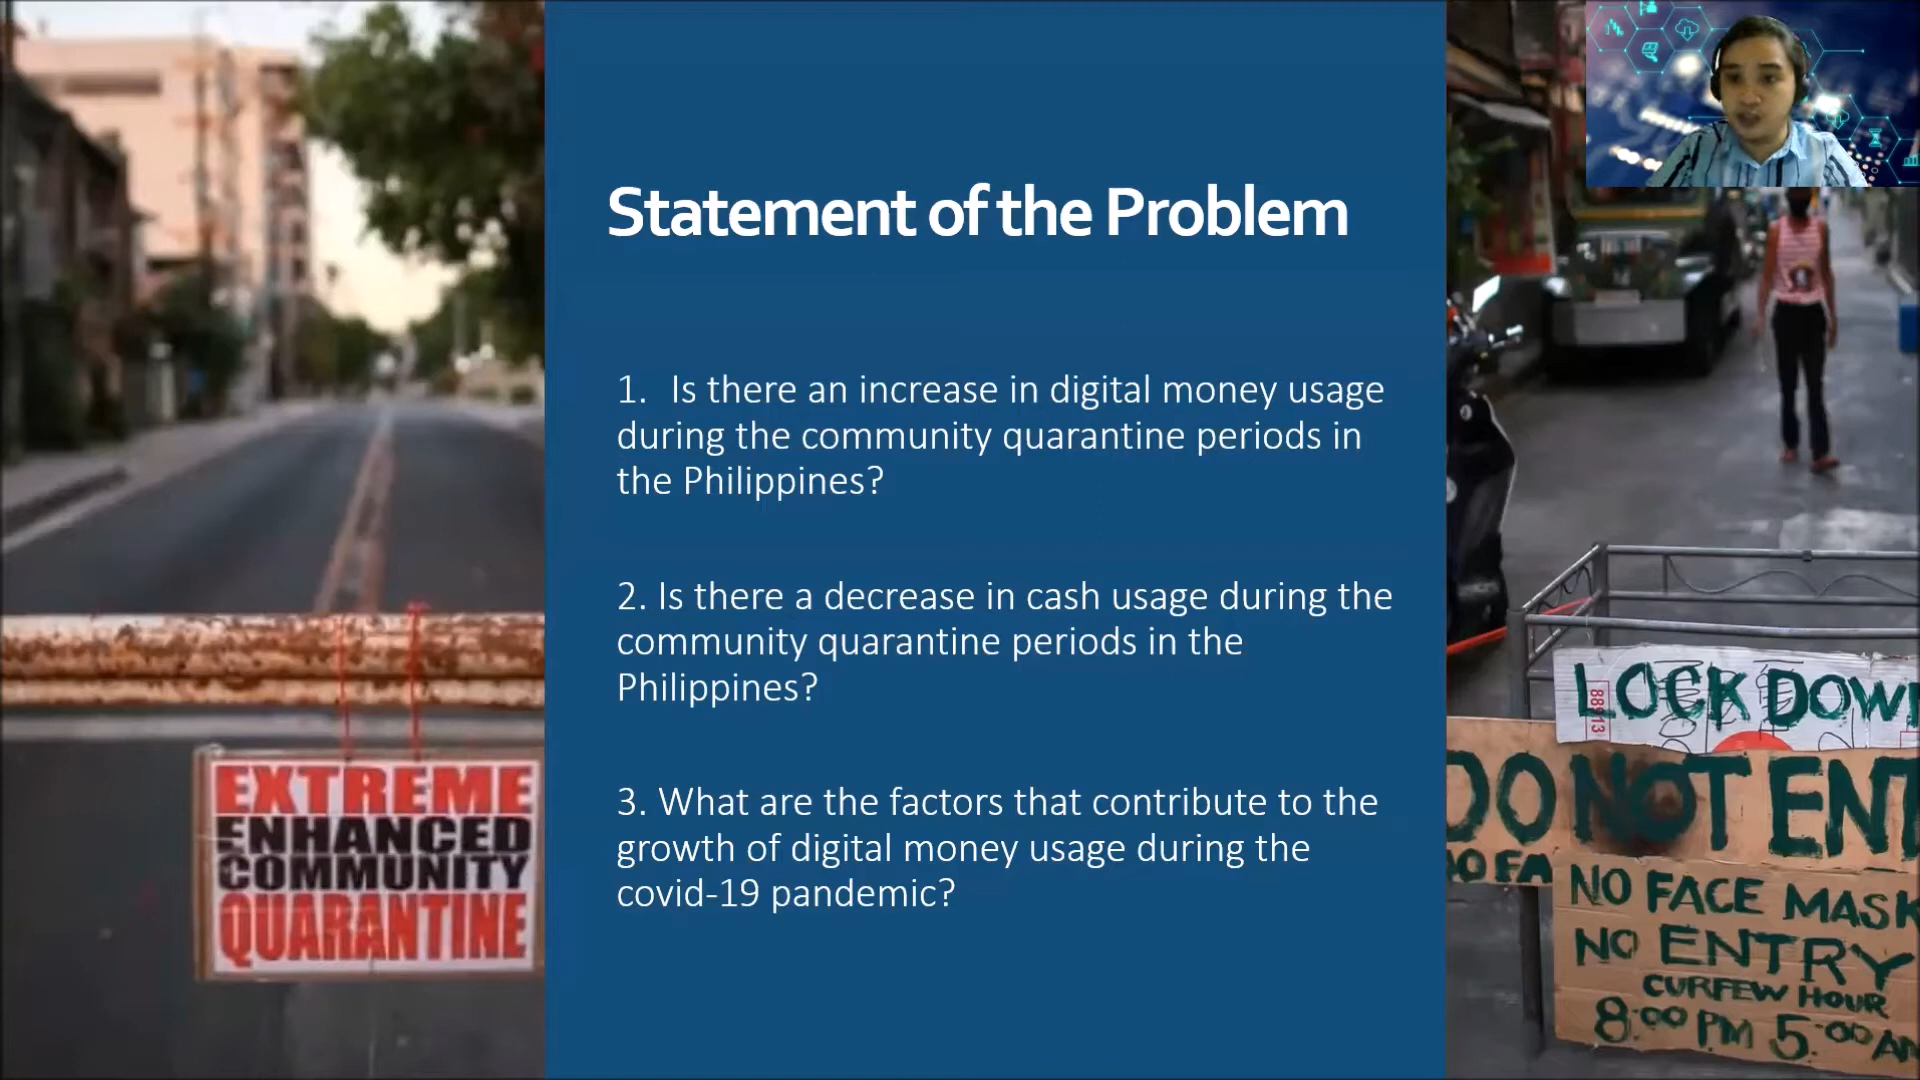 Statement of the Problem
1. Is there an increase in digital money usage
during the community quarantine periods in
the Philippines?
2. Is there a decrease in cash usage during the
community quarantine periods in the
Philippines?
3. What are the factors that contribute to the
growth of digital money usage during the
covid-19 pandemic?
EXTREME
ENHANCED
COMMUNITY
QUARANTINE
LOCK DOW
88913
DO NOT ENT
NO FACE MASK
NO ENTRY
CURFEW HOUR
8:00 PM 5:00 A